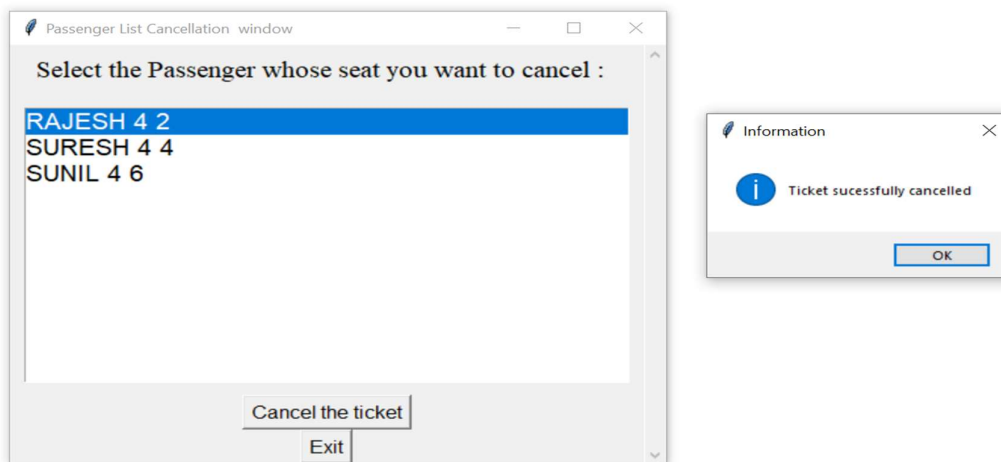 Passenger List Cancellation window
Select the Passenger whose seat you want to cancel :
RAJESH 4 2
SURESH 4 4
SUNIL 4 6
Cancel the ticket
Exit
Information
Ticket sucessfully cancelled
OK